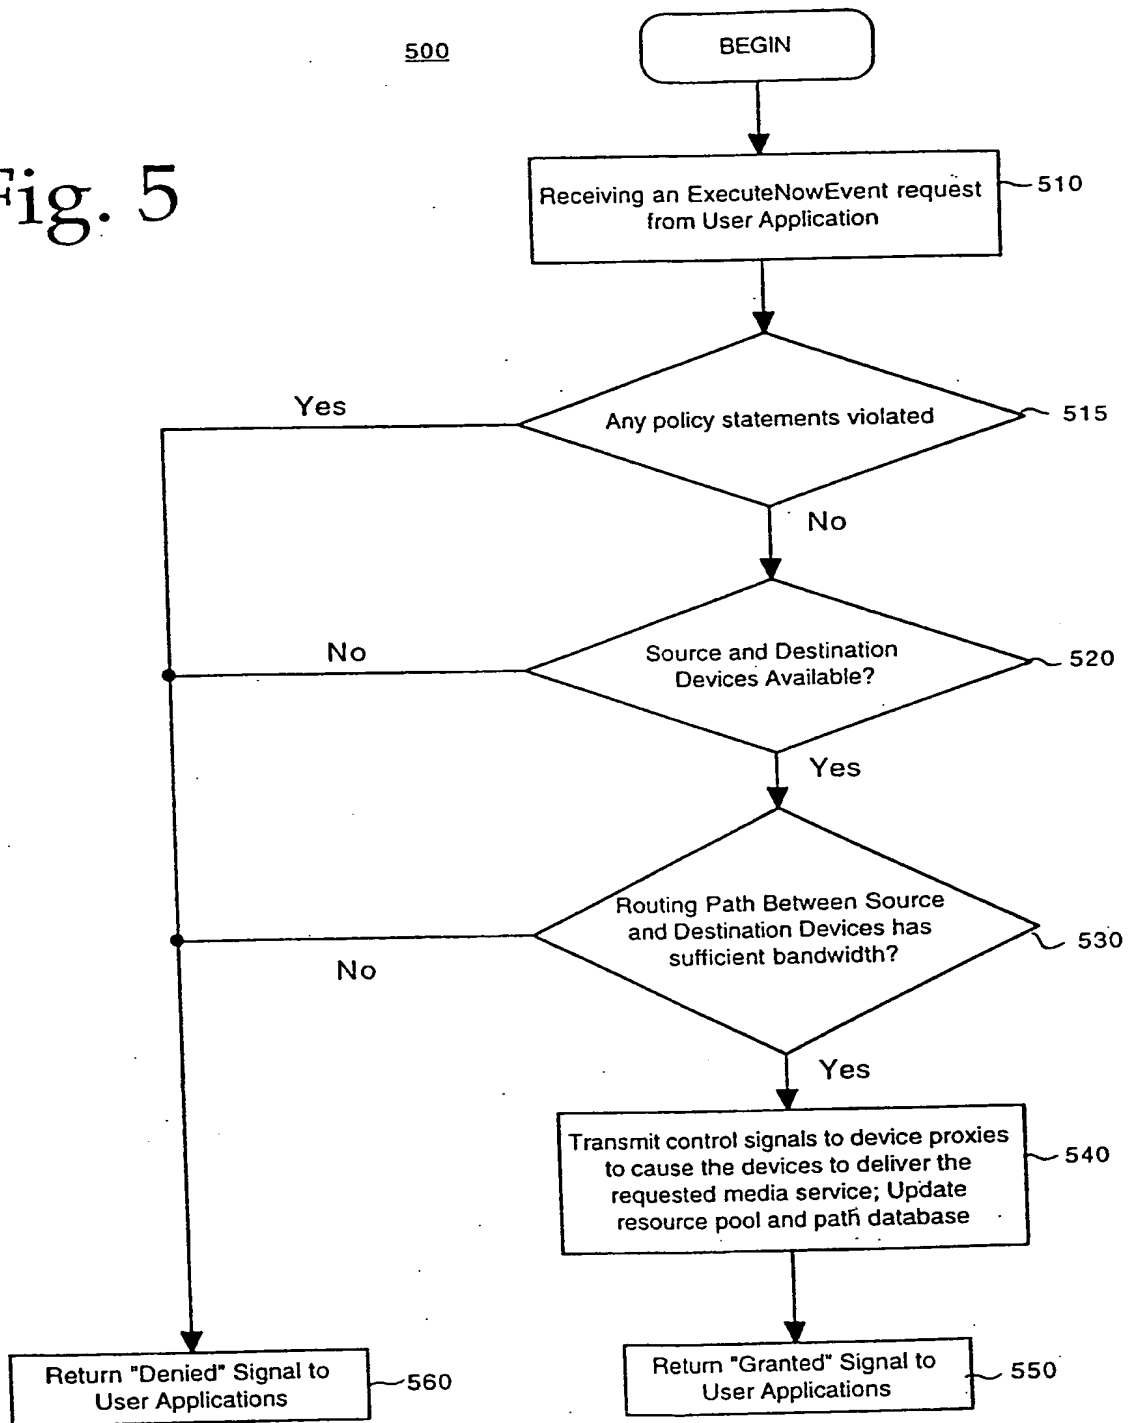 500
BEGIN
Fig. 5
Receiving an ExecuteNowEvent request
from User Application
510
Yes
Any policy statements violated
515
No
No
Source and Destination
Devices Available?
520
Yes
Routing Path Between Source
and Destination Devices has
sufficient bandwidth?
530
No
Yes
Transmit control signals to device proxies
to cause the devices to deliver the
requested media service; Update
resource pool and path database
540
Return "Denied" Signal to
User Applications
560
Return "Granted" Signal to
User Applications
550